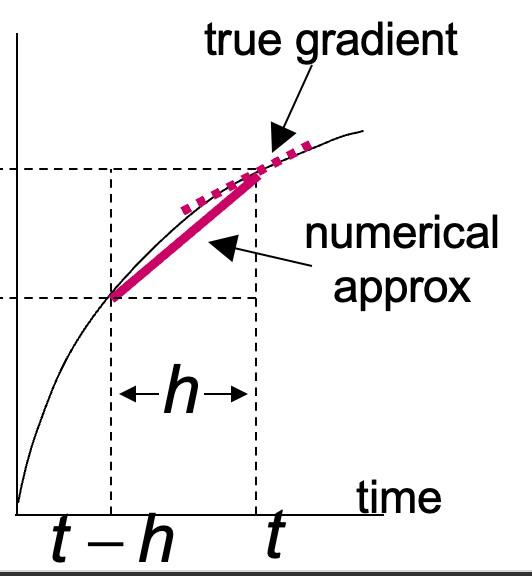 true gradient
numerical
approx
h
time
t – h
t